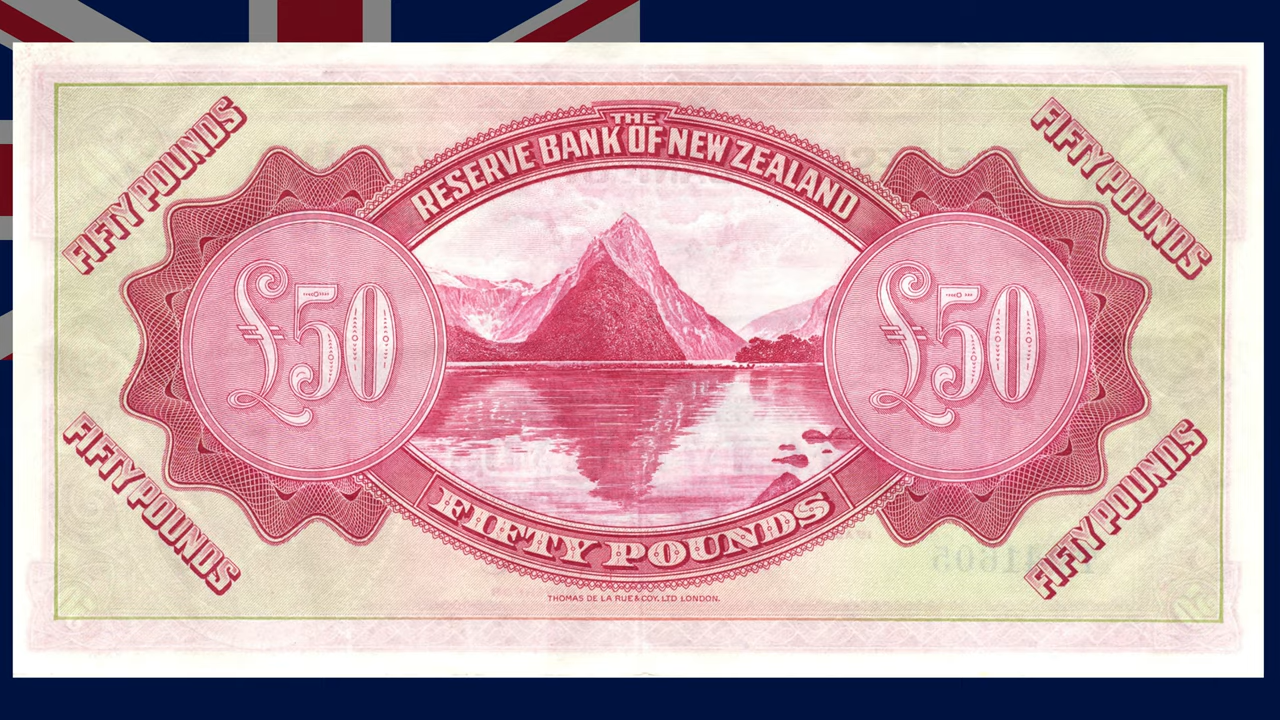 THE
RESERVE BANK OF NEW ZEALAND
FIFTY POUNDS
FIFTY POUNDS
£50
£50
FIFTY POUNDS
FIFTY POUNDS
FIFTY POUNDS
THOMAS DE LA RUE & COY. LTD LONDON.